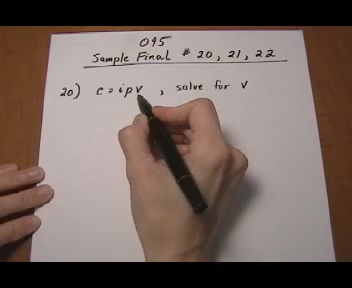 095
Sample Final # 20, 21, 22
20) c = ipv , solve for v